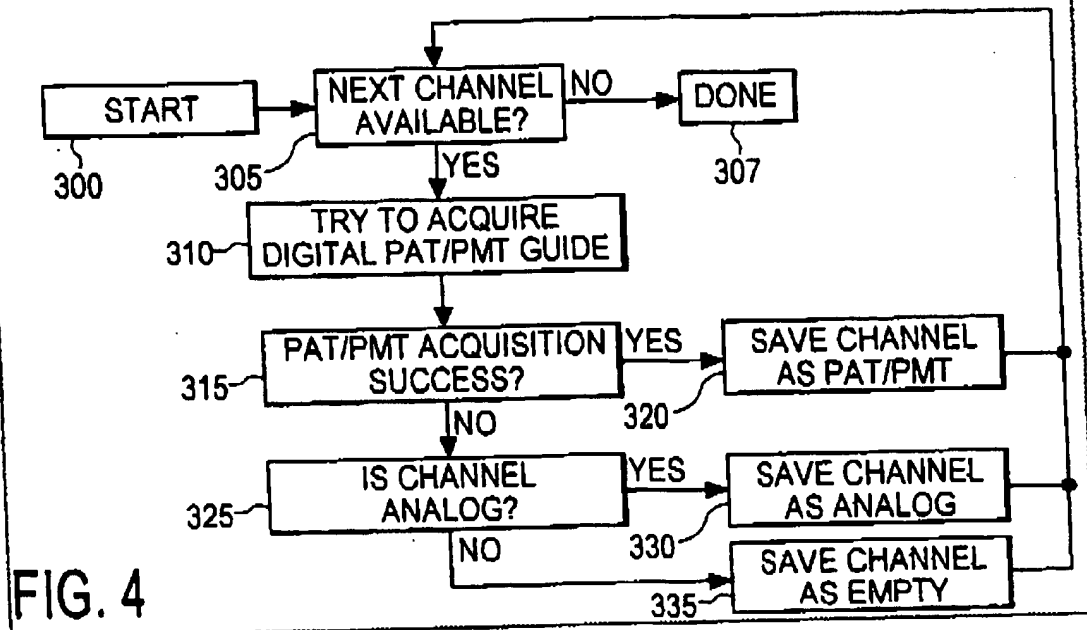 START
300
NEXT CHANNEL
AVAILABLE?
305
NO
DONE
307
YES
TRY TO ACQUIRE
DIGITAL PAT/PMT GUIDE
310
PAT/PMT ACQUISITION
SUCCESS?
315
YES
SAVE CHANNEL
AS PAT/PMT
320
NO
IS CHANNEL
ANALOG?
325
YES
SAVE CHANNEL
AS ANALOG
330
NO
SAVE CHANNEL
AS EMPTY
335
FIG. 4